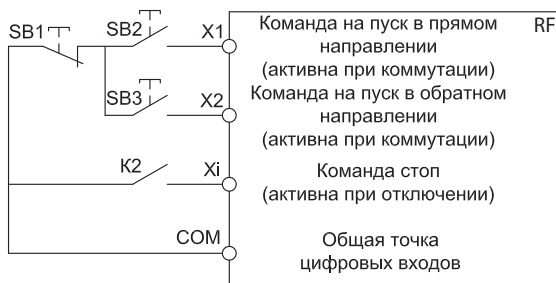 SB1
SB2
X1
Команда на пуск в прямом
направлении
(активна при коммутации)
RF
SB3
X2
Команда на пуск в обратном
направлении
(активна при коммутации)
К2
Xi
Команда стоп
(активна при отключении)
COM
Общая точка
цифровых входов